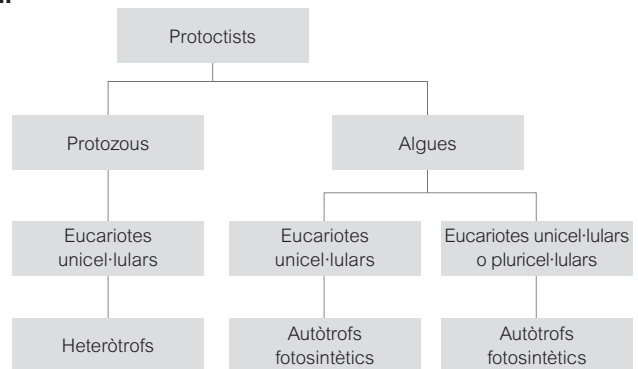 Protoctists
Protozous
Algues
Eucariotes
unicel·lulars
Eucariotes
unicel·lulars
Eucariotes unicel·lulars
o pluricel·lulars
Heteròtrofs
Autòtrofs
fotosintètics
Autòtrofs
fotosintètics